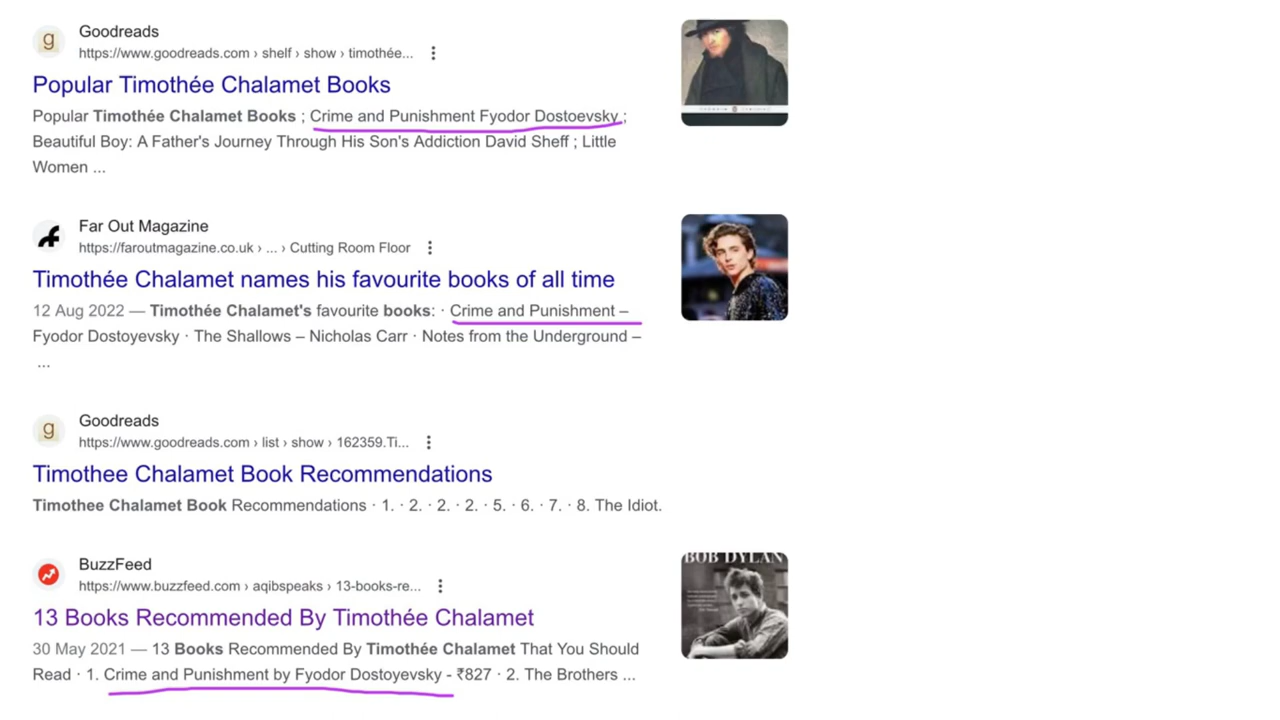 Goodreads
https://www.goodreads.com › shelf › show › timothée...
Popular Timothée Chalamet Books
Popular Timothée Chalamet Books ; Crime and Punishment Fyodor Dostoevsky ;
Beautiful Boy: A Father's Journey Through His Son's Addiction David Sheff ; Little
Women ...
Far Out Magazine
https://faroutmagazine.co.uk › ... › Cutting Room Floor
Timothée Chalamet names his favourite books of all time
12 Aug 2022 — Timothée Chalamet's favourite books: · Crime and Punishment –
Fyodor Dostoyevsky · The Shallows – Nicholas Carr · Notes from the Underground –
...
Goodreads
https://www.goodreads.com › list › show › 162359.Ti...
Timothee Chalamet Book Recommendations
Timothee Chalamet Book Recommendations · 1. · 2. · 2. · 2. · 5. · 6. · 7. · 8. The Idiot.
BuzzFeed
https://www.buzzfeed.com › aqibspeaks › 13-books-re...
13 Books Recommended By Timothée Chalamet
30 May 2021 — 13 Books Recommended By Timothée Chalamet That You Should
Read · 1. Crime and Punishment by Fyodor Dostoyevsky - ₹827 · 2. The Brothers ...
BOB DYLAN